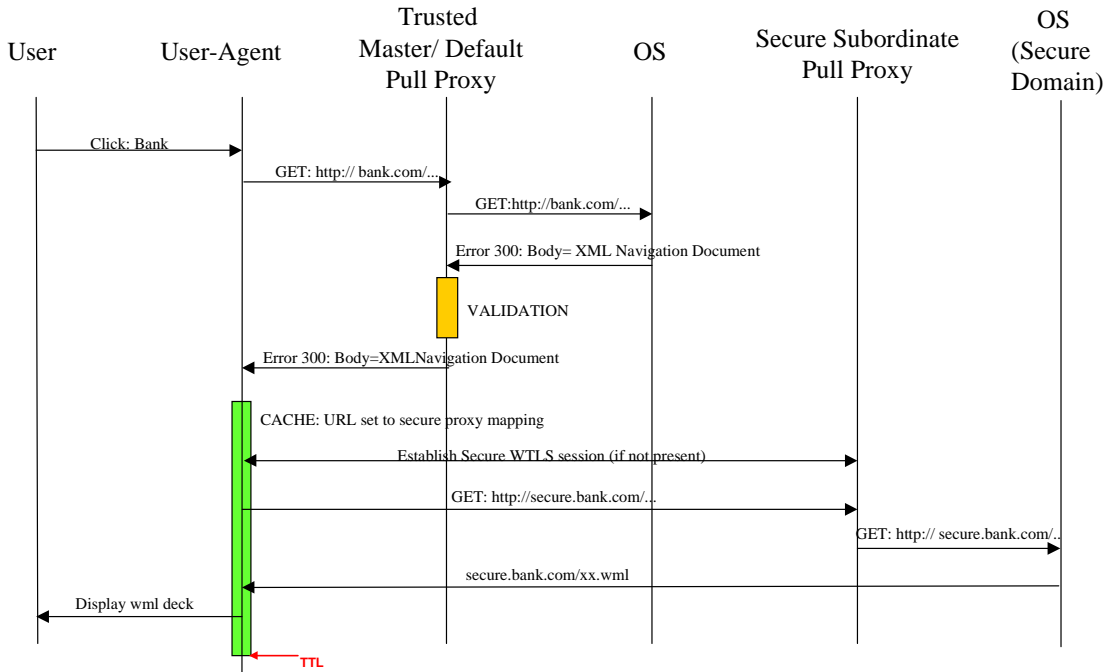 User
User-Agent
Trusted
Master/ Default
Pull Proxy
OS
Secure Subordinate
Pull Proxy
OS
(Secure
Domain)
Click: Bank
GET: http:// bank.com/...
GET:http://bank.com/...
Error 300: Body= XML Navigation Document
VALIDATION
Error 300: Body=XMLNavigation Document
CACHE: URL set to secure proxy mapping
Establish Secure WTLS session (if not present)
GET: http://secure.bank.com/...
GET: http:// secure.bank.com/..
secure.bank.com/xx.wml
Display wml deck
TTL